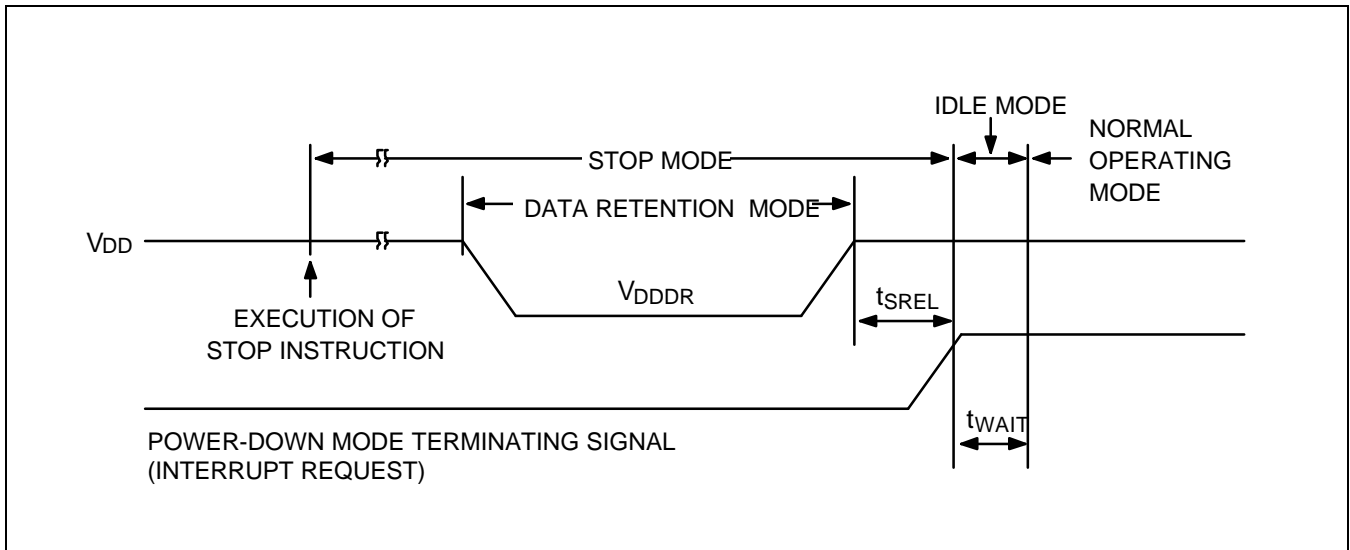 IDLE MODE
NORMAL
OPERATING
MODE
STOP MODE
DATA RETENTION MODE
VDD
VDDDR
tSREL
EXECUTION OF
STOP INSTRUCTION
tWAIT
POWER-DOWN MODE TERMINATING SIGNAL
(INTERRUPT REQUEST)